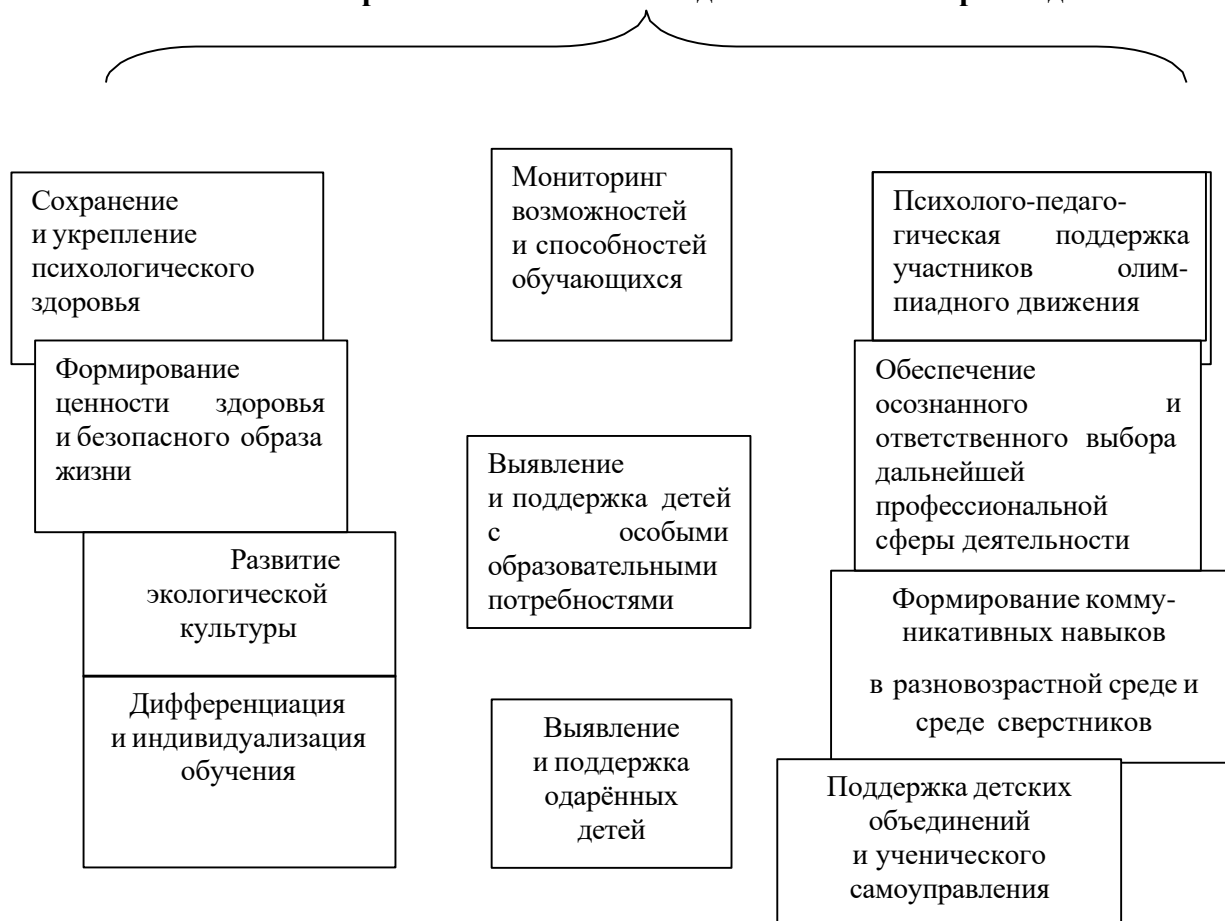 Сохранение
и укрепление
психологического
здоровья
Формирование
ценности здоровья
и безопасного образа
жизни
Развитие
экологической
культуры
Дифференциация
и индивидуализация
обучения
Мониторинг
возможностей
и способностей
обучающихся
Выявление
и поддержка детей
с особыми
образовательными
потребностями
Выявление
и поддержка
одарённых
детей
Психолого-педаго-
гическая поддержка
участников олим-
пиадного движения
Обеспечение
осознанного и
ответственного выбора
дальнейшей
профессиональной
сферы деятельности
Формирование комму-
никативных навыков
в разновозрастной среде и
среде сверстников
Поддержка детских
объединений
и ученического
самоуправления